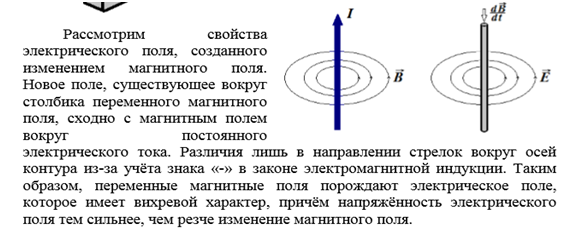 I
dB
dt
B
E
Рассмотрим свойства
электрического поля, созданного
изменением магнитного поля.
Новое поле, существующее вокруг
столбика переменного магнитного
поля, сходно с магнитным полем
вокруг постоянного
электрического тока. Различия лишь в направлении стрелок вокруг осей
контура из-за учёта знака «-» в законе электромагнитной индукции. Таким
образом, переменные магнитные поля порождают электрическое поле,
которое имеет вихревой характер, причём напряжённость электрического
поля тем сильнее, чем резче изменение магнитного поля.